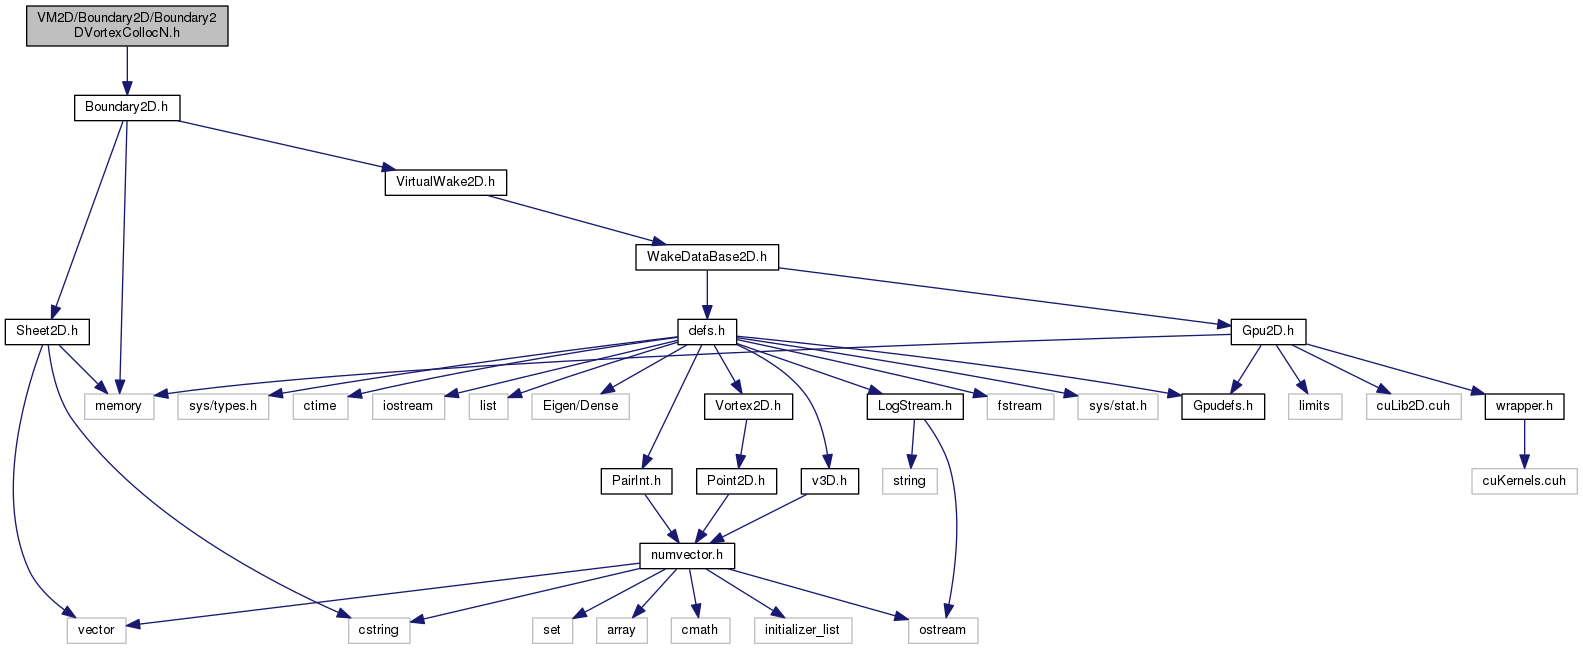 VM2D/Boundary2D/Boundary2
DVortexCollocN.h
Boundary2D.h
VirtualWake2D.h
WakeDataBase2D.h
Sheet2D.h
defs.h
Gpu2D.h
memory
sys/types.h
ctime
iostream
list
Eigen/Dense
Vortex2D.h
LogStream.h
fstream
sys/stat.h
Gpudefs.h
limits
cuLib2D.cuh
wrapper.h
PairInt.h
Point2D.h
v3D.h
string
cuKernels.cuh
numvector.h
vector
cstring
set
array
cmath
initializer_list
ostream